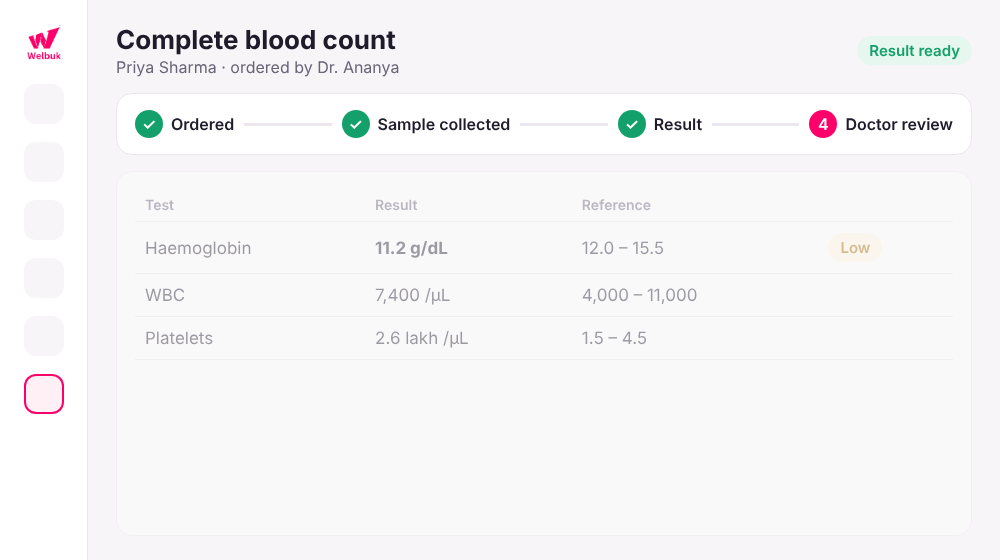 Welbuk
Complete blood count
Priya Sharma · ordered by Dr. Ananya
Result ready
Ordered
Sample collected
Result
4 Doctor review
Test Result Reference
Haemoglobin 11.2 g/dL 12.0 – 15.5 Low
WBC 7,400 /µL 4,000 – 11,000
Platelets 2.6 lakh /µL 1.5 – 4.5